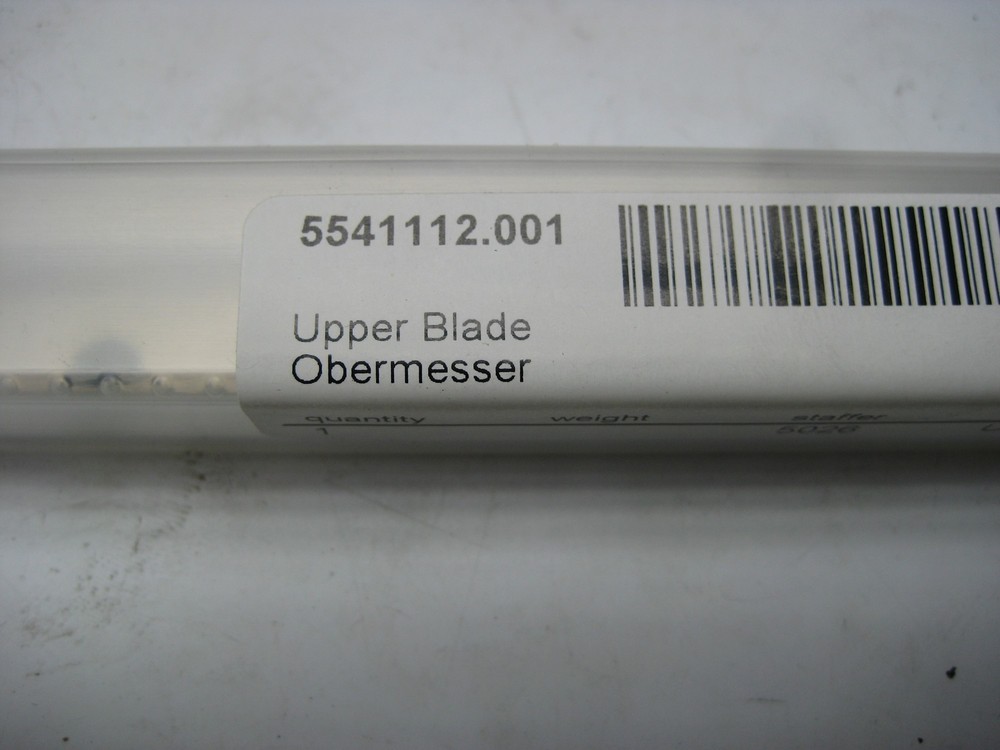 5541112.001
Upper Blade
Obermesser
quantity weight staffer
1 5026